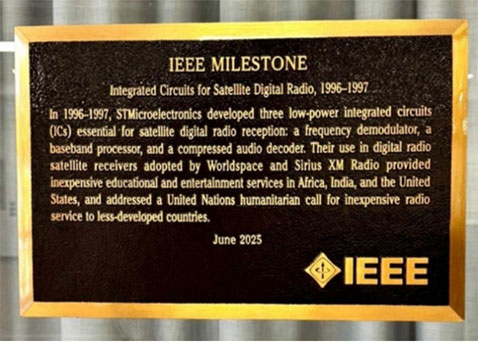 IEEE MILESTONE
Integrated Circuits for Satellite Digital Radio, 1996–1997
In 1996–1997, STMicroelectronics developed three low-power integrated circuits
(ICs) essential for satellite digital radio reception: a frequency demodulator, a
baseband processor, and a compressed audio decoder. Their use in digital radio
satellite receivers adopted by Worldspace and Sirius XM Radio provided
inexpensive educational and entertainment services in Africa, India, and the United
States, and addressed a United Nations humanitarian call for inexpensive radio
service to less-developed countries.
June 2025
IEEE